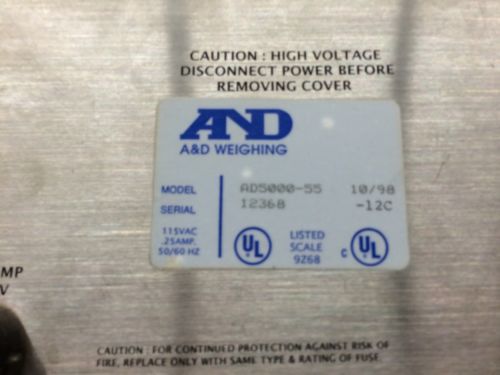 CAUTION : HIGH VOLTAGE
DISCONNECT POWER BEFORE
REMOVING COVER
AND
A&D WEIGHING
MODEL AD5000-55 10/98
SERIAL 12368 -12C
115VAC
.25AMP.
50/60 HZ
UL
LISTED
SCALE
9Z68
C UL
MP
V
CAUTION : FOR CONTINUED PROTECTION AGAINST RISK OF
FIRE, REPLACE ONLY WITH SAME TYPE & RATING OF FUSE.